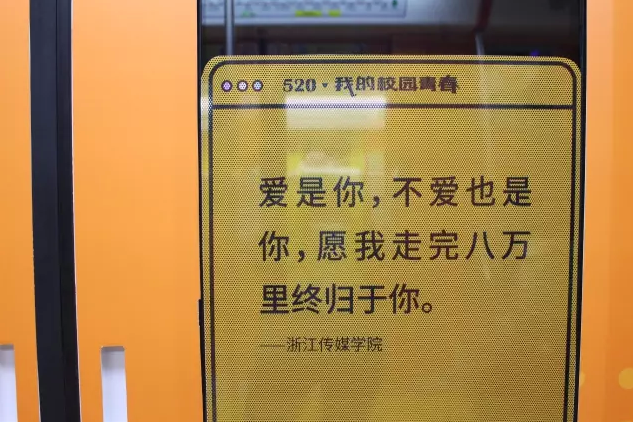 520·我的校园青春
爱是你，不爱也是
你，愿我走完八万
里终归于你。
——浙江传媒学院